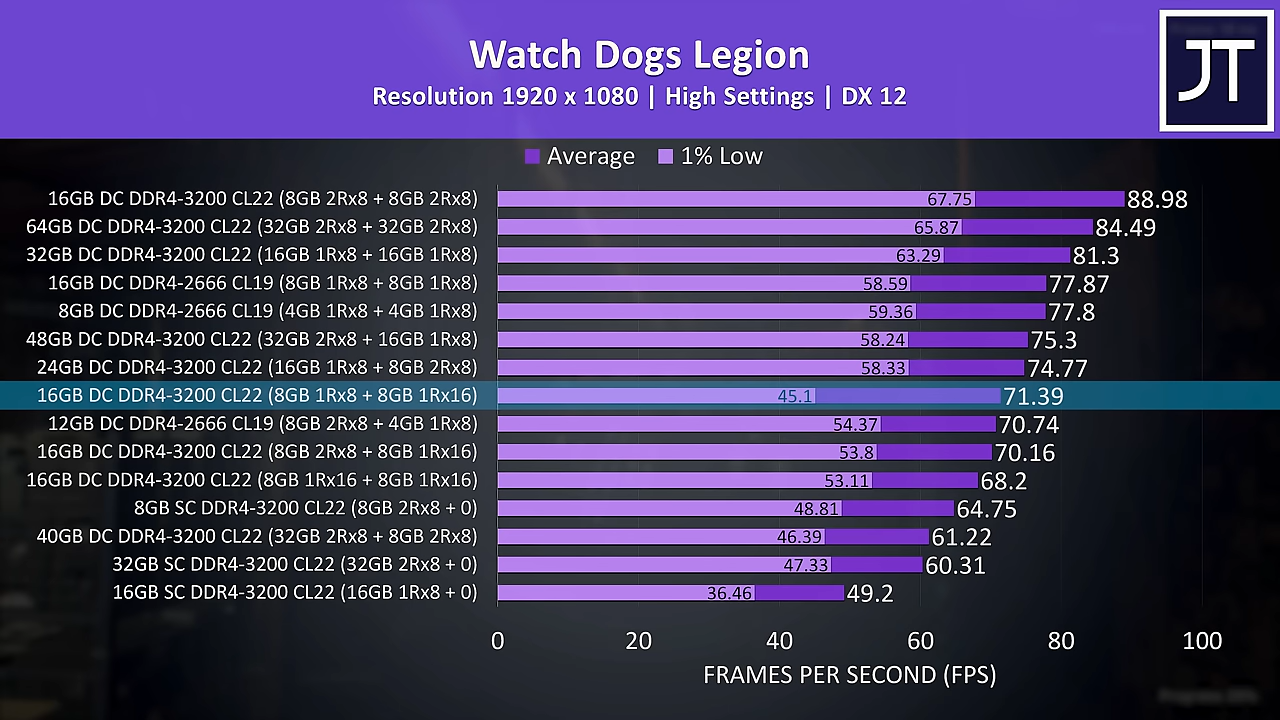 Watch Dogs Legion
JT
Resolution 1920 x 1080 | High Settings | DX 12
Average 1% Low
16GB DC DDR4-3200 CL22 (8GB 2Rx8 + 8GB 2Rx8) 67.75 88.98
64GB DC DDR4-3200 CL22 (32GB 2Rx8 + 32GB 2Rx8) 65.87 84.49
32GB DC DDR4-3200 CL22 (16GB 1Rx8 + 16GB 1Rx8) 63.29 81.3
16GB DC DDR4-2666 CL19 (8GB 1Rx8 + 8GB 1Rx8) 58.59 77.87
8GB DC DDR4-2666 CL19 (4GB 1Rx8 + 4GB 1Rx8) 59.36 77.8
48GB DC DDR4-3200 CL22 (32GB 2Rx8 + 16GB 1Rx8) 58.24 75.3
24GB DC DDR4-3200 CL22 (16GB 1Rx8 + 8GB 2Rx8) 58.33 74.77
16GB DC DDR4-3200 CL22 (8GB 1Rx8 + 8GB 1Rx16) 45.1 71.39
12GB DC DDR4-2666 CL19 (8GB 2Rx8 + 4GB 1Rx8) 54.37 70.74
16GB DC DDR4-3200 CL22 (8GB 2Rx8 + 8GB 1Rx16) 53.8 70.16
16GB DC DDR4-3200 CL22 (8GB 1Rx16 + 8GB 1Rx16) 53.11 68.2
8GB SC DDR4-3200 CL22 (8GB 2Rx8 + 0) 48.81 64.75
40GB DC DDR4-3200 CL22 (32GB 2Rx8 + 8GB 2Rx8) 46.39 61.22
32GB SC DDR4-3200 CL22 (32GB 2Rx8 + 0) 47.33 60.31
16GB SC DDR4-3200 CL22 (16GB 1Rx8 + 0) 36.46 49.2
0 20 40 60 80 100
FRAMES PER SECOND (FPS)